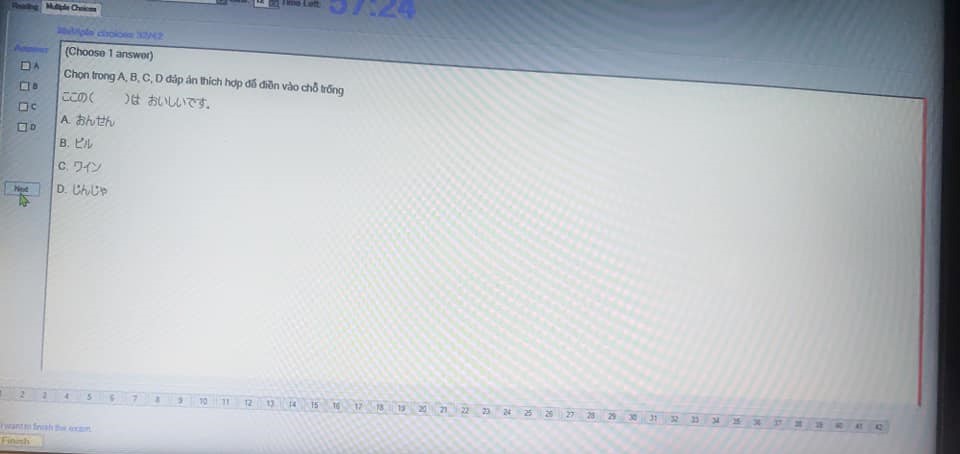 Reading Multiple Choices
Time Left: 57:24
Multiple choices 32/42
Answer
(Choose 1 answer)
Chọn trong A, B, C, D đáp án thích hợp để điền vào chỗ trống
ここの( )は おいしいです。
A. おんせん
B. ビル
C. ワイン
D. じんじゃ
A
B
C
D
Next
2 3 4 5 6 7 8 9 10 11 12 13 14 15 16 17 18 19 20 21 22 23 24 25 26 27 28 29 30 31 32 33 34 35 36 37 38 39 40 41 42
I want to finish the exam.
Finish